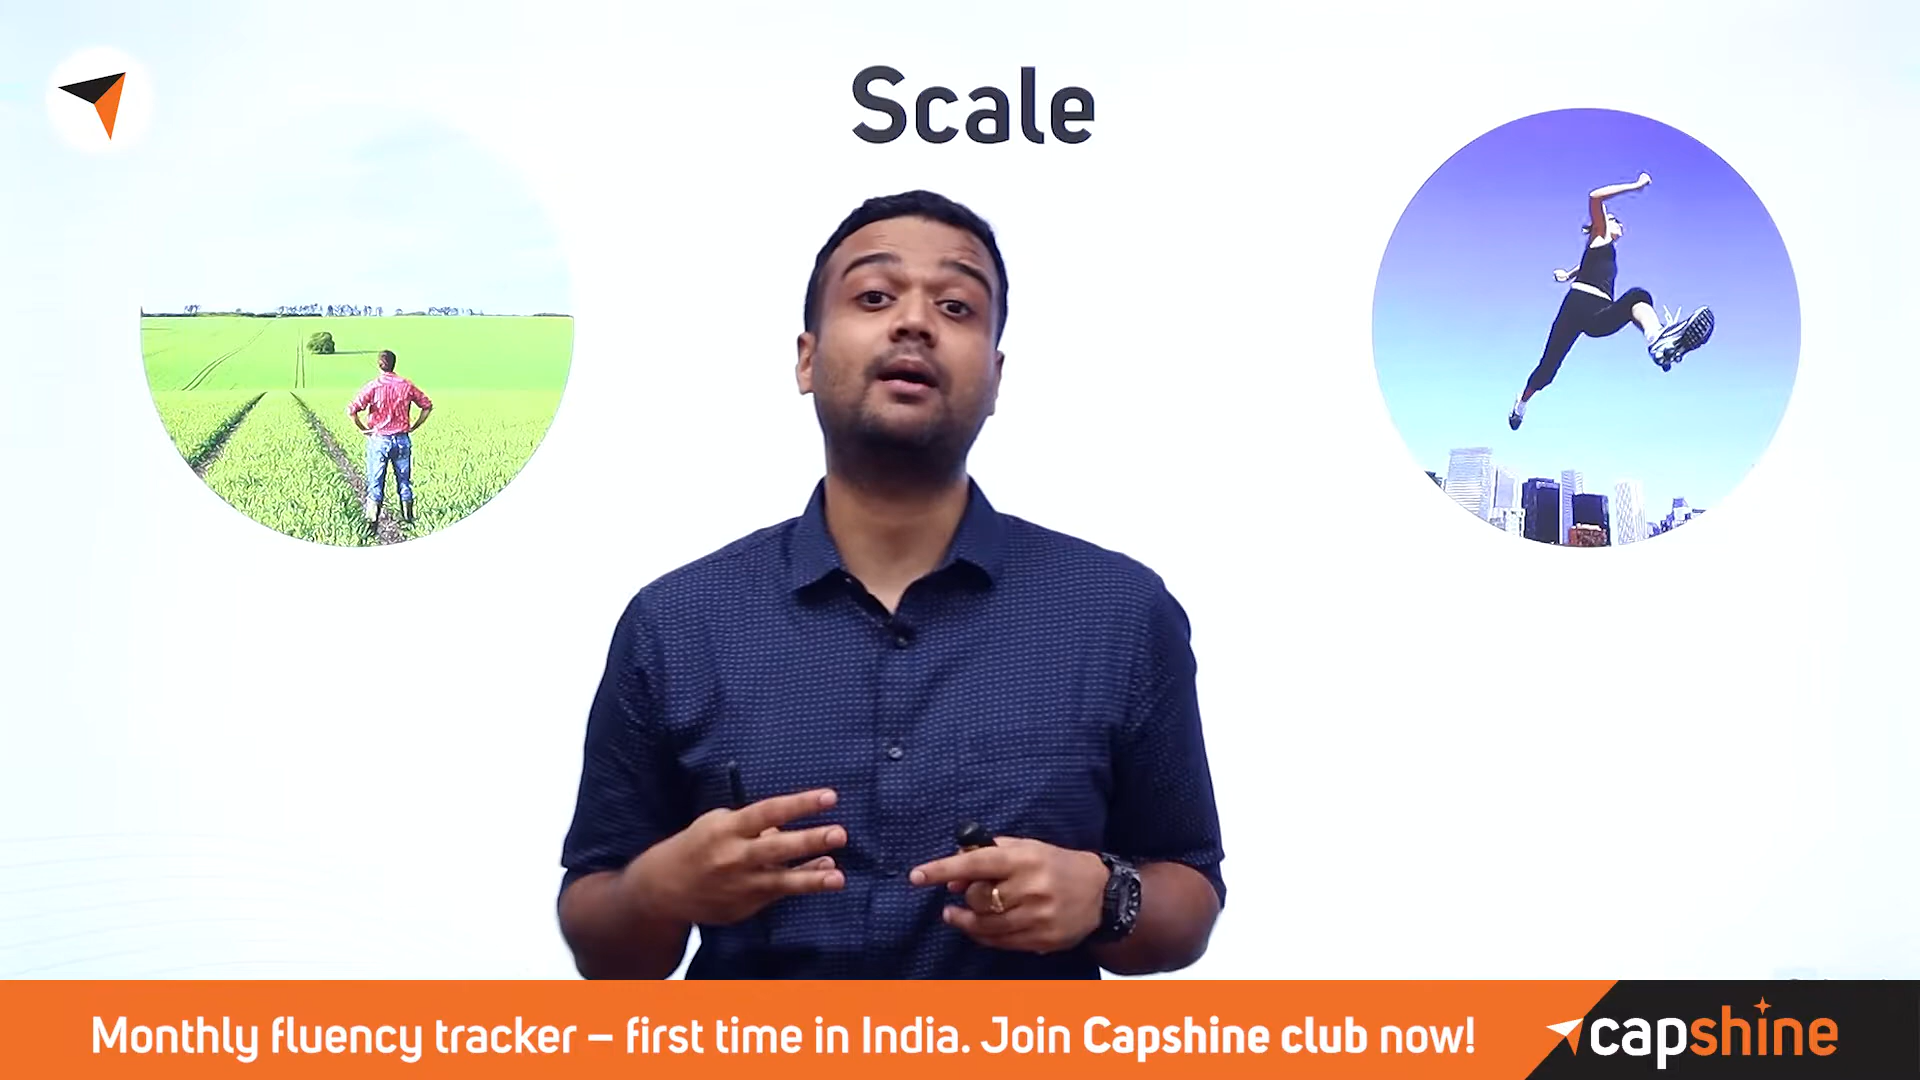 Scale
Monthly fluency tracker – first time in India. Join Capshine club now!
capshine